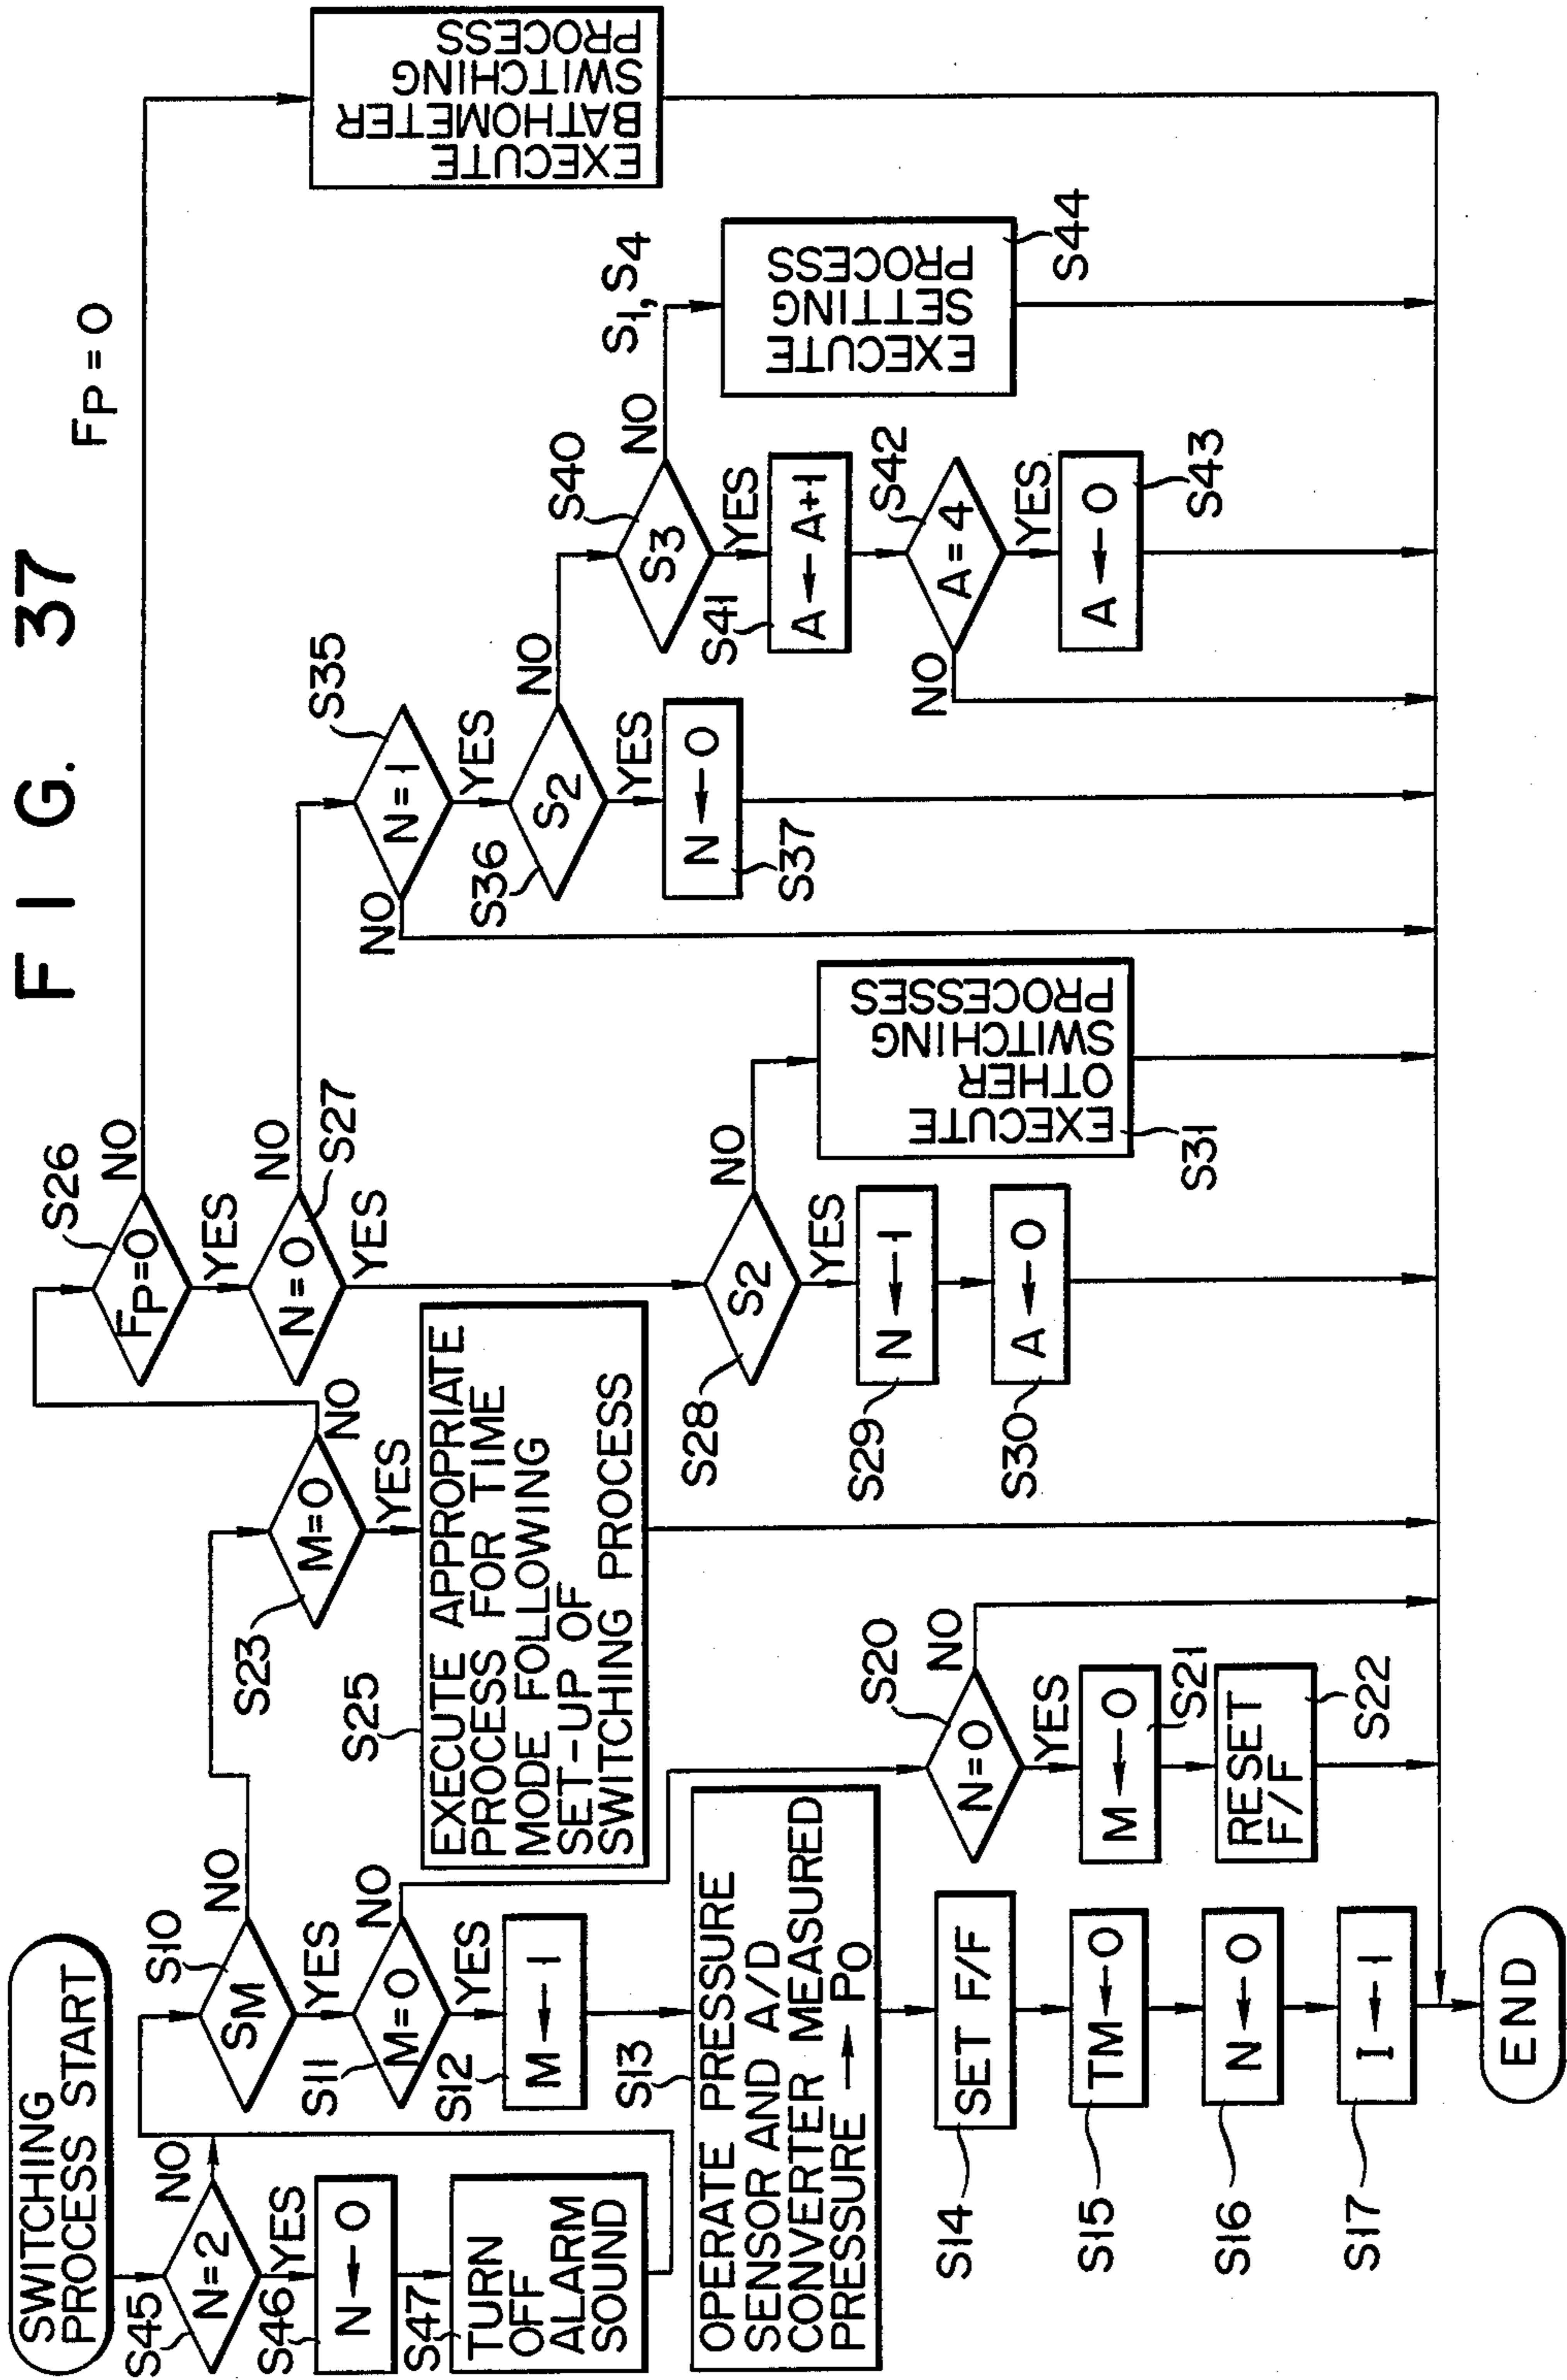 FIG. 37
SWITCHING
PROCESS START
S45
N=2
NO
YES
S46
N←0
S47
TURN
OFF
ALARM
SOUND
S10
SM
NO
YES
S11
M=0
NO
YES
S12
M←1
S13
OPERATE PRESSURE
SENSOR AND A/D
CONVERTER MEASURED
PRESSURE → P0
S14
SET F/F
S15
TM←0
S16
N←0
S17
I←1
END
S20
N=0
NO
YES
M←0
S21
RESET
F/F
S22
S23
M=0
NO
YES
S25
EXECUTE APPROPRIATE
PROCESS FOR TIME
MODE FOLLOWING
SET-UP OF
SWITCHING PROCESS
S26
FP=0
NO
YES
S27
N=0
NO
YES
S28
S2
NO
YES
S29
N←1
S30
A←0
EXECUTE
OTHER
SWITCHING
PROCESSES
S31
S35
N=1
NO
YES
S36
S2
NO
YES
N←0
S37
S40
S3
NO
YES
S41
A←A+1
S42
A=4
NO
YES
A←0
S43
S1, S4
EXECUTE
SETTING
PROCESS
S44
FP=0
EXECUTE
BATHOMETER
SWITCHING
PROCESS